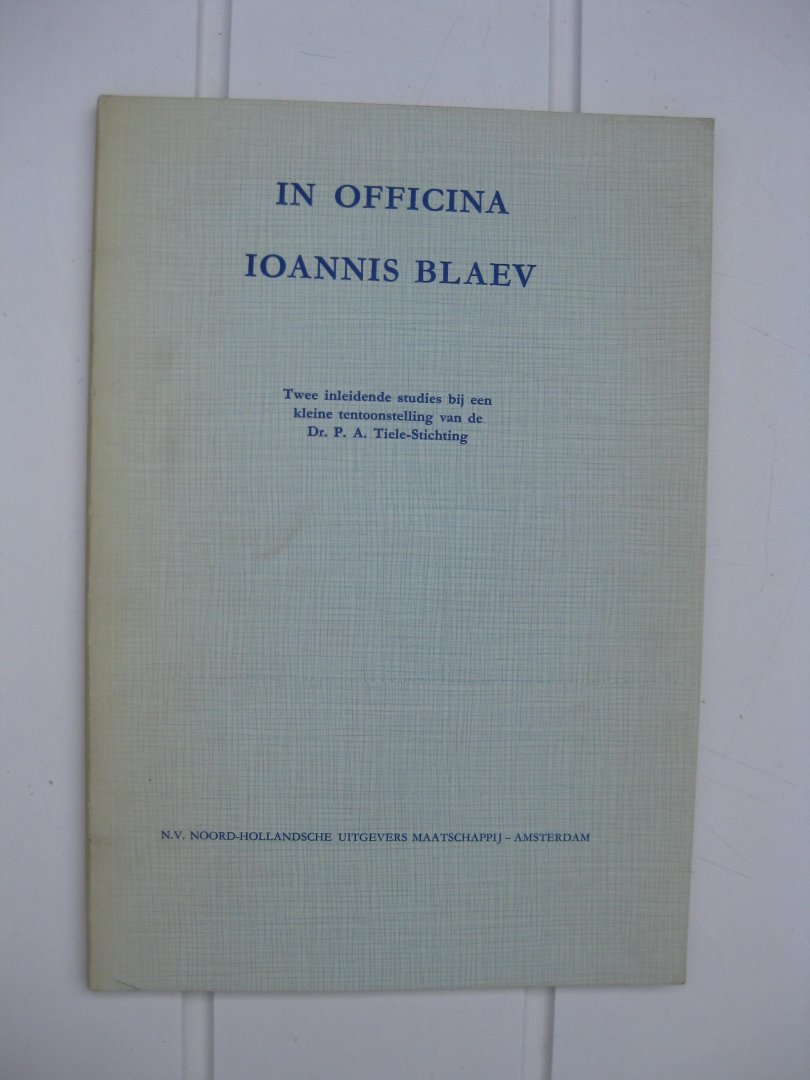 IN OFFICINA
IOANNIS BLAEV
Twee inleidende studies bij een
kleine tentoonstelling van de
Dr. P. A. Tiele-Stichting
N.V. NOORD-HOLLANDSCHE UITGEVERS MAATSCHAPPIJ – AMSTERDAM